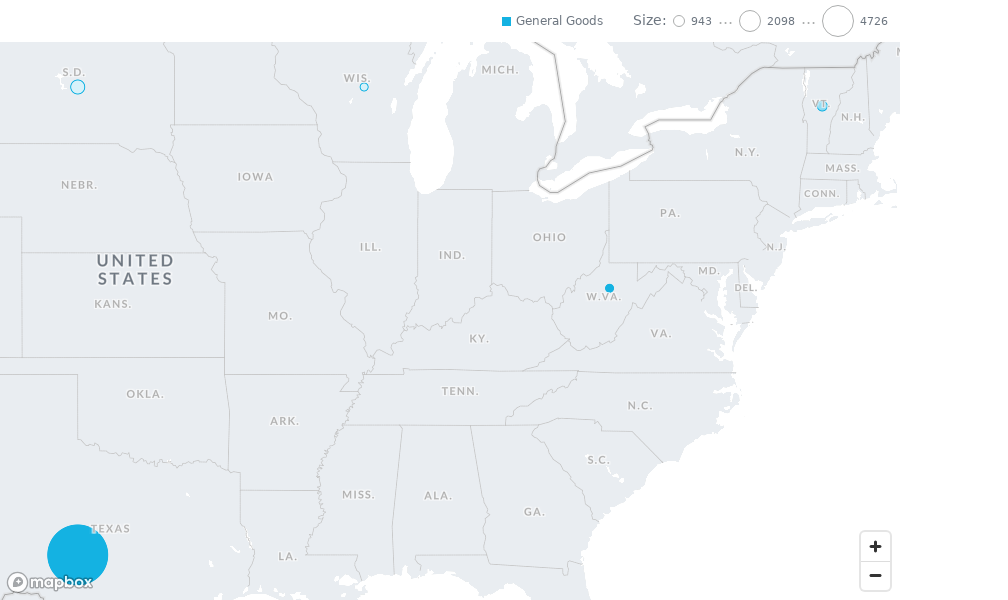 General Goods Size: 943 ... 2098 ... 4726
S.D.
WIS.
MICH.
VT.
N.H.
N.Y.
MASS.
CONN.
NEBR.
IOWA
ILL.
IND.
OHIO
PA.
N.J.
MD.
DEL.
UNITED
STATES
KANS.
MO.
W.VA.
VA.
KY.
OKLA.
ARK.
TENN.
N.C.
S.C.
MISS.
ALA.
GA.
TEXAS
LA.
mapbox
+
−